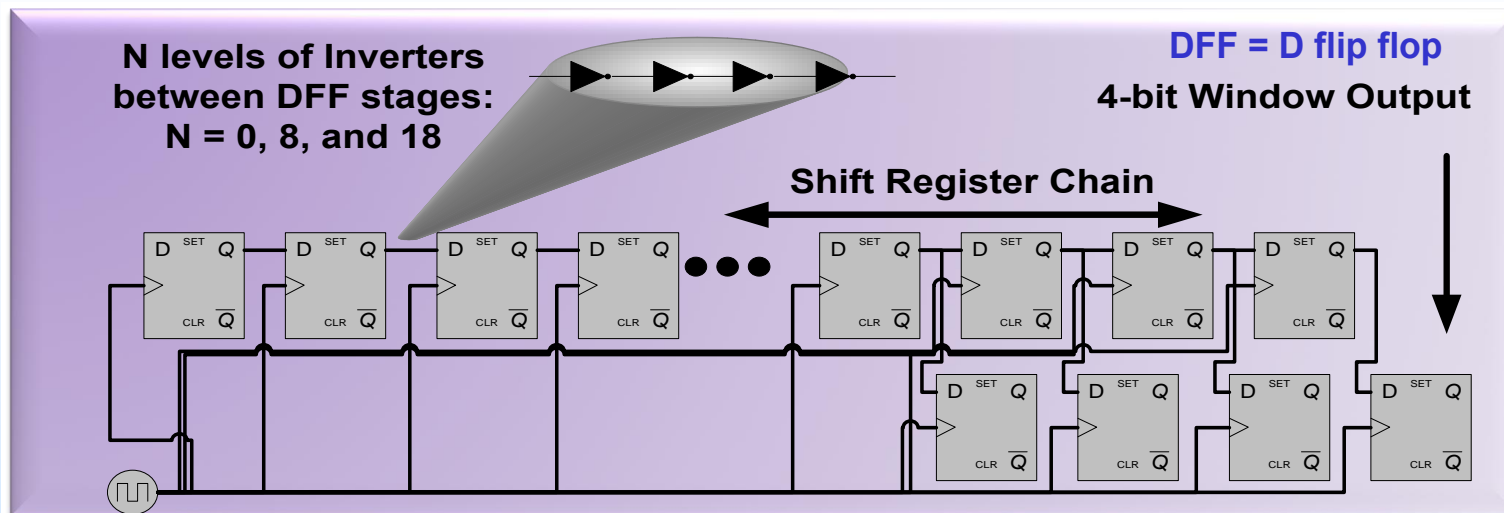 N levels of Inverters
between DFF stages:
N = 0, 8, and 18
DFF = D flip flop
4-bit Window Output
Shift Register Chain
D SET Q
CLR Q̅
D SET Q
CLR Q̅
D SET Q
CLR Q̅
D SET Q
CLR Q̅
D SET Q
CLR Q̅
D SET Q
CLR Q̅
D SET Q
CLR Q̅
D SET Q
CLR Q̅
D SET Q
CLR Q̅
D SET Q
CLR Q̅
D SET Q
CLR Q̅
D SET Q
CLR Q̅